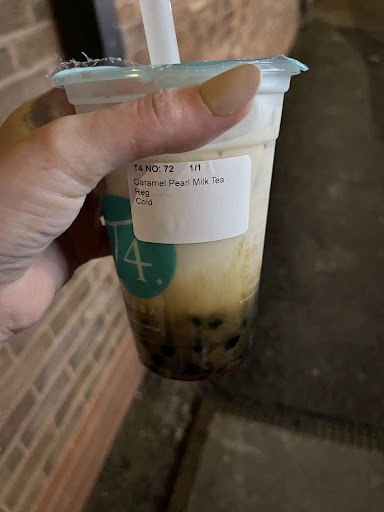 T4 NO: 72 1/1
Caramel Pearl Milk Tea
Reg
Cold
T4.